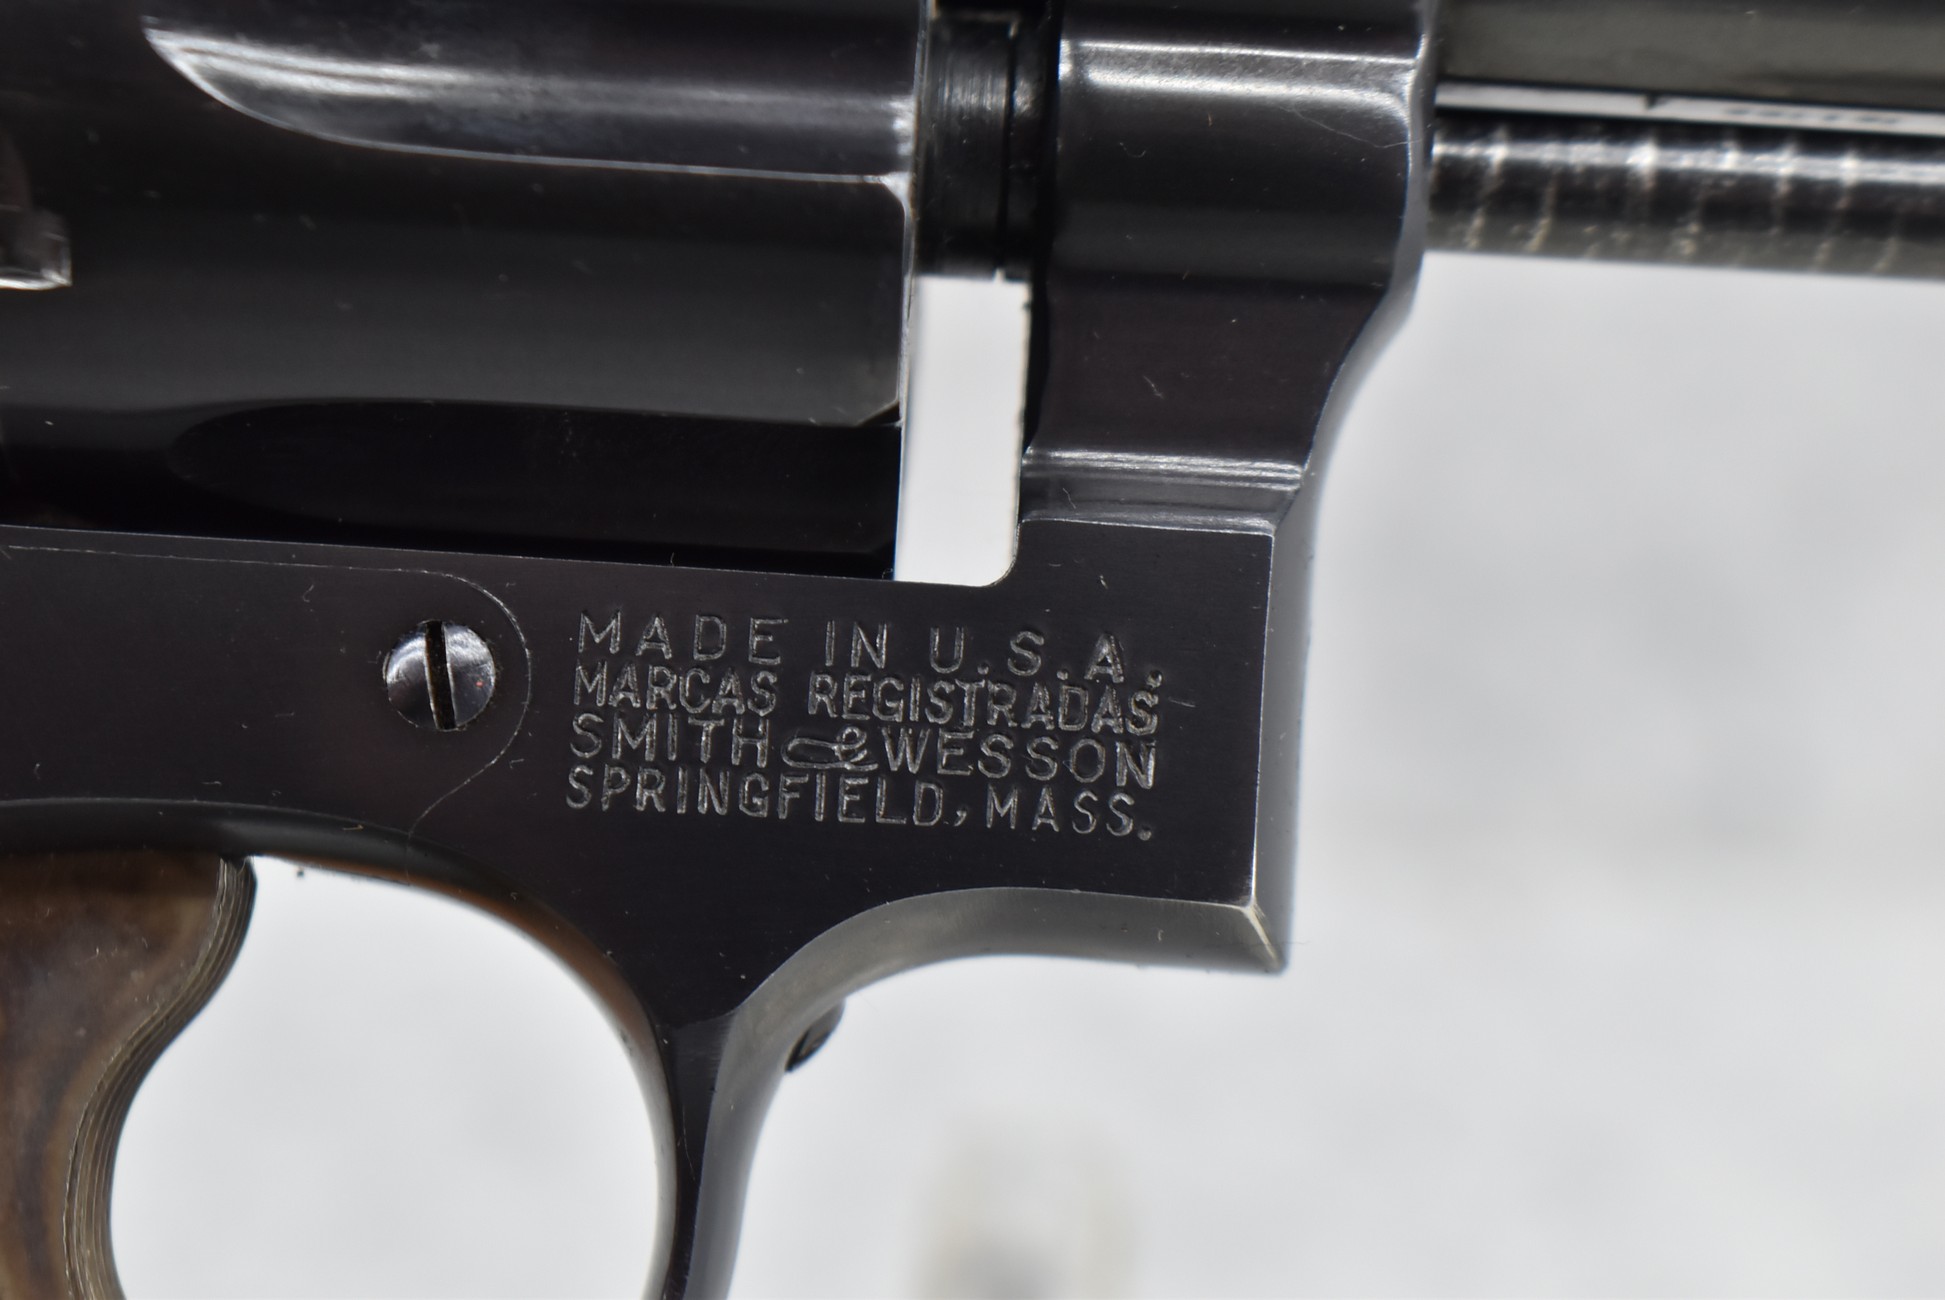 MADE IN U.S.A.
MARCAS REGISTRADAS
SMITH & WESSON
SPRINGFIELD, MASS.